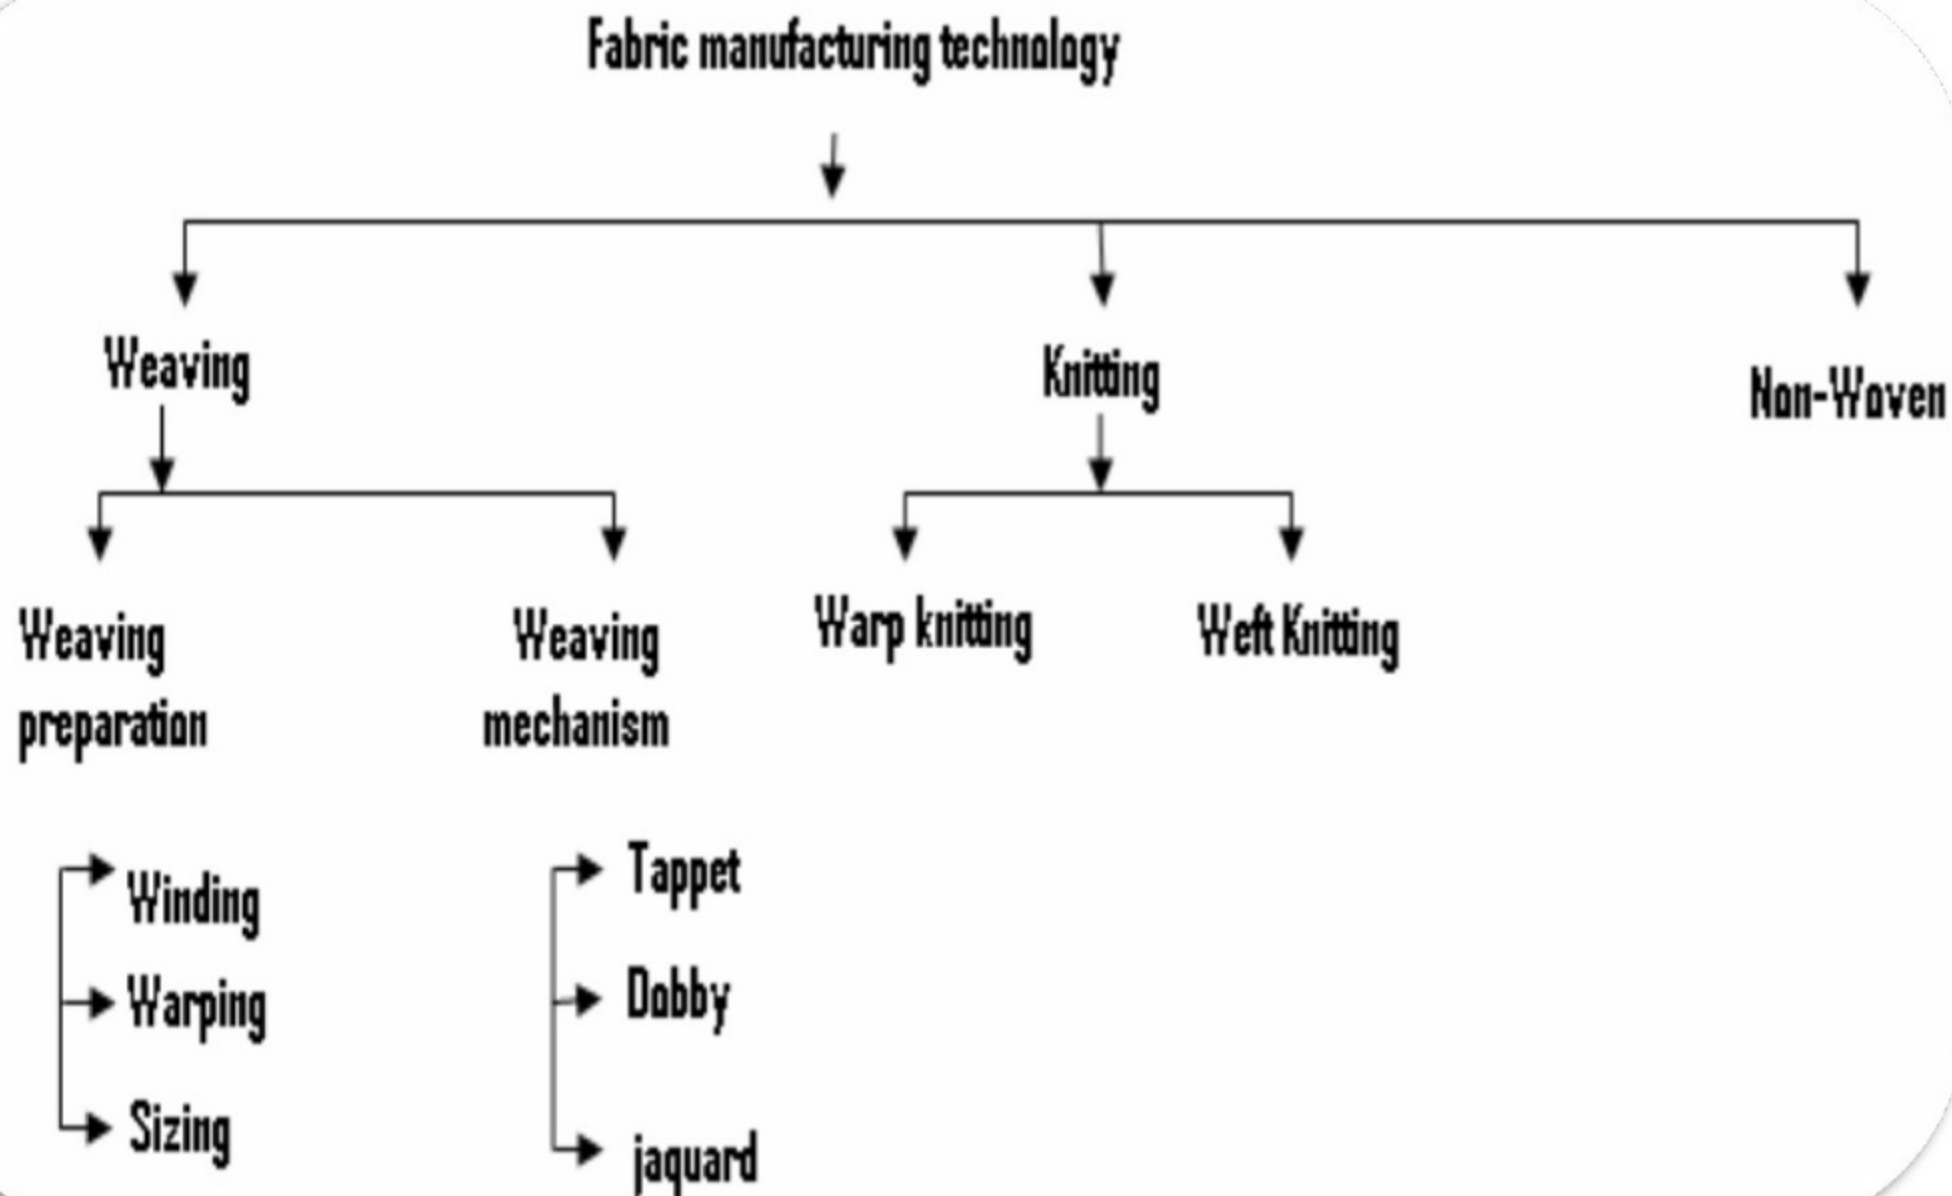 Fabric manufacturing technology
Weaving
Knitting
Non-Woven
Weaving
preparation
Weaving
mechanism
Warp knitting
Weft Knitting
Winding
Warping
Sizing
Tappet
Dobby
jaquard